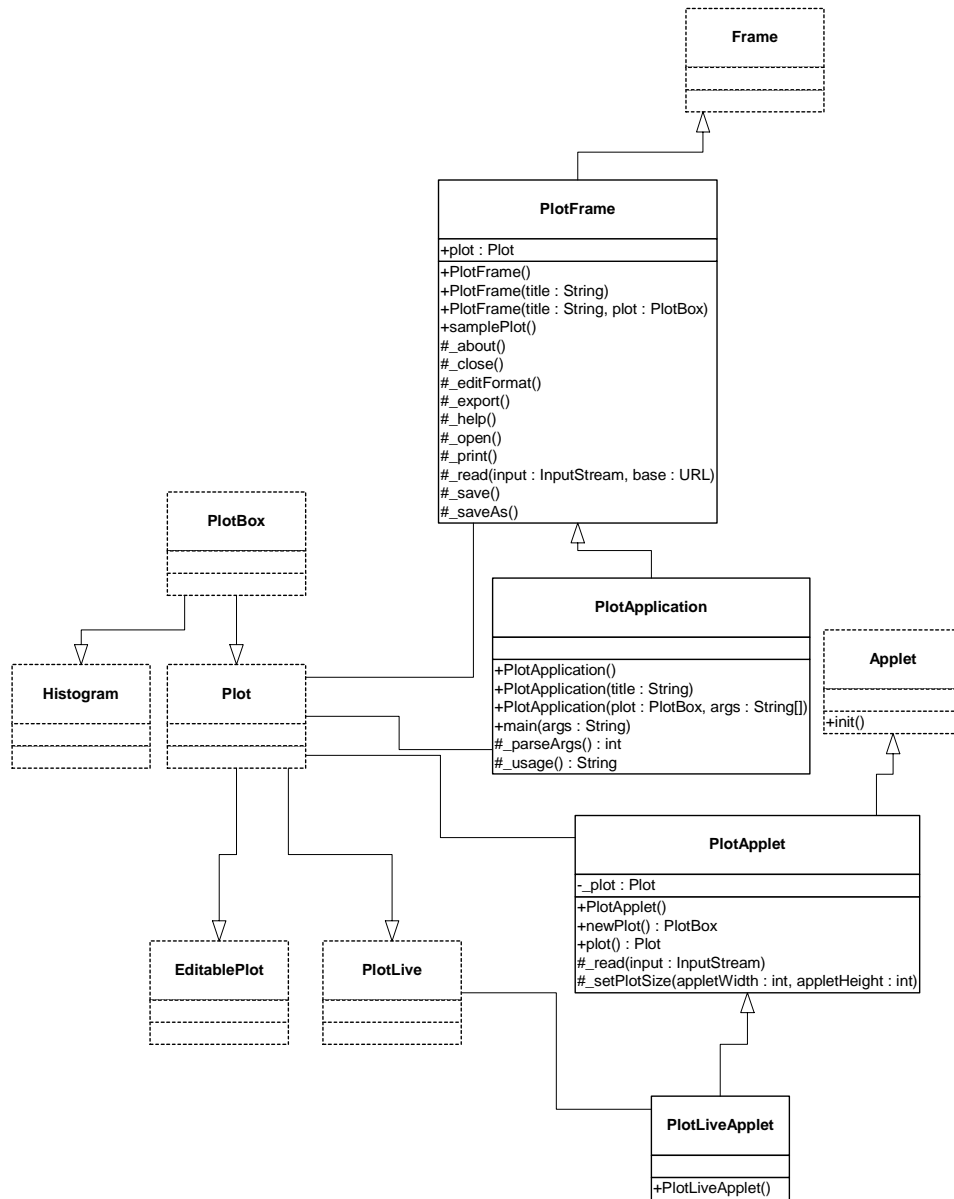 Frame
PlotFrame
+plot : Plot
+PlotFrame()
+PlotFrame(title : String)
+PlotFrame(title : String, plot : PlotBox)
+samplePlot()
#_about()
#_close()
#_editFormat()
#_export()
#_help()
#_open()
#_print()
#_read(input : InputStream, base : URL)
#_save()
#_saveAs()
PlotBox
PlotApplication
+PlotApplication()
+PlotApplication(title : String)
+PlotApplication(plot : PlotBox, args : String[])
+main(args : String)
#_parseArgs() : int
#_usage() : String
Applet
+init()
Histogram
Plot
PlotApplet
-_plot : Plot
+PlotApplet()
+newPlot() : PlotBox
+plot() : Plot
#_read(input : InputStream)
#_setPlotSize(appletWidth : int, appletHeight : int)
EditablePlot
PlotLive
PlotLiveApplet
+PlotLiveApplet()